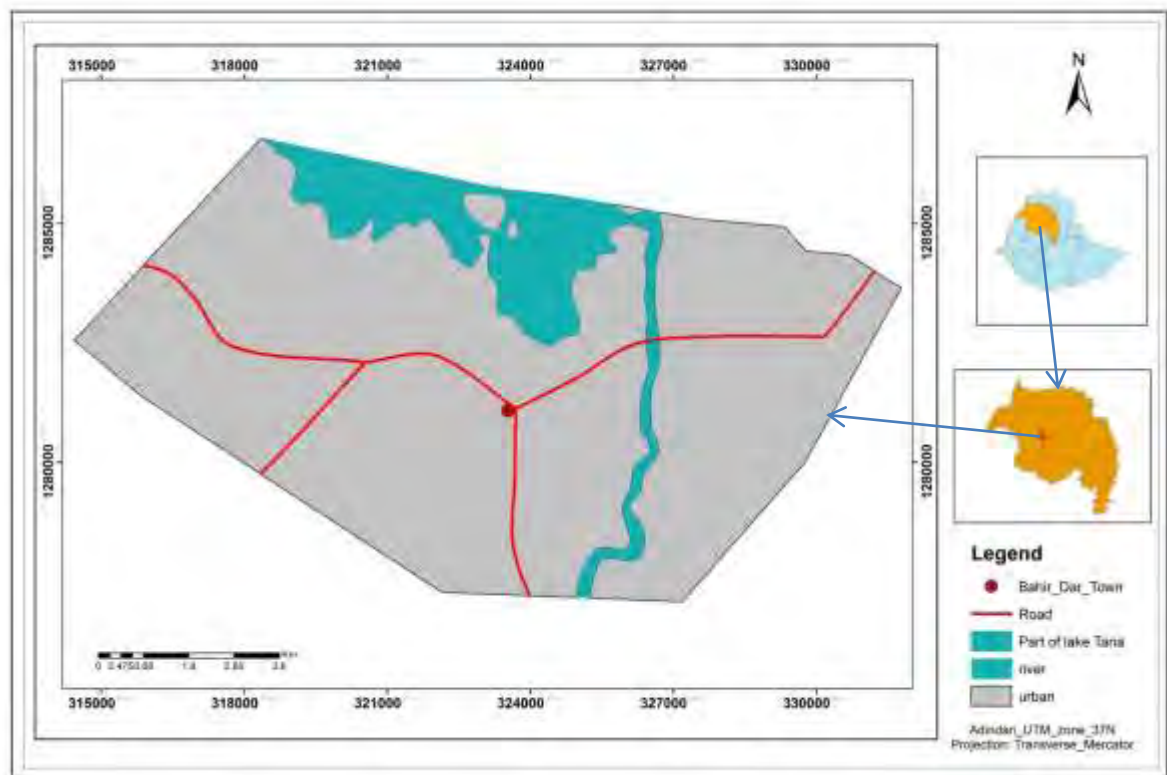 315000 318000 321000 324000 327000 330000
N
1285000 1285000
1280000 1280000
Legend
Bahir_Dar_Town
Road
Part of lake Tana
river
urban
Adindan_UTM_zone_37N
Projection: Transverse_Mercator
315000 318000 321000 324000 327000 330000